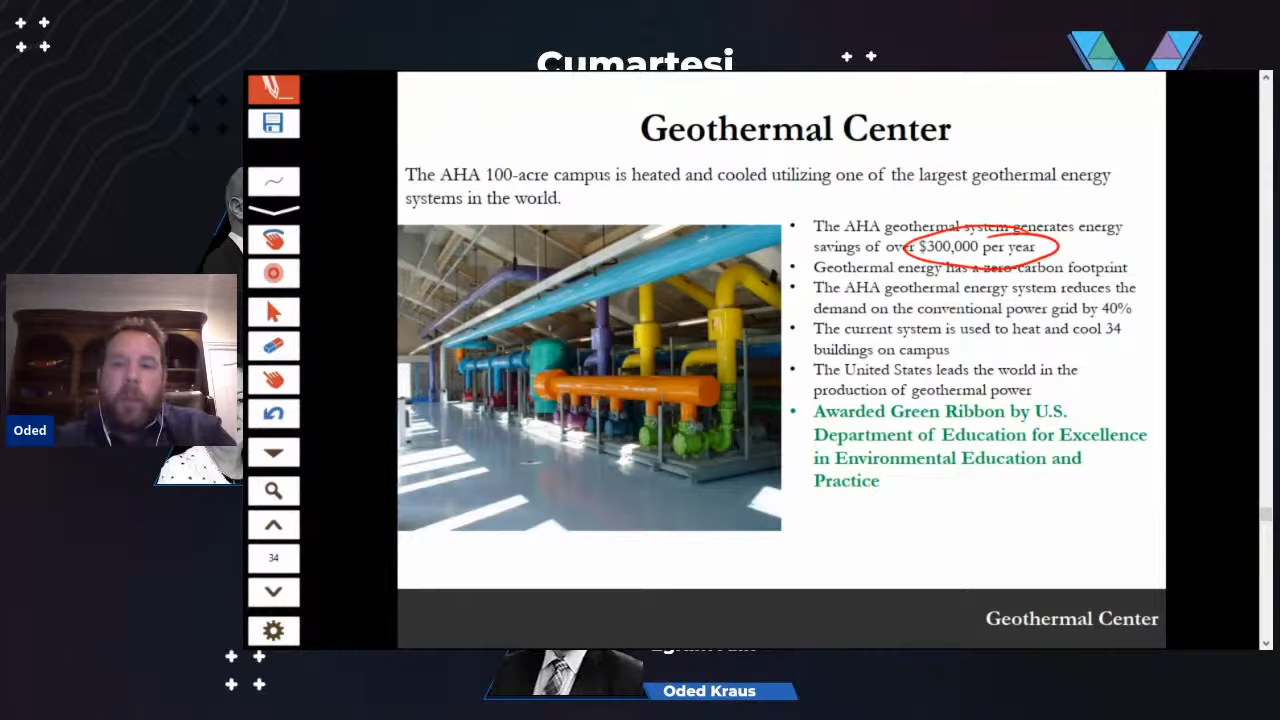 Cumartesi
Geothermal Center
The AHA 100-acre campus is heated and cooled utilizing one of the largest geothermal energy
systems in the world.
• The AHA geothermal system generates energy
savings of over $300,000 per year
• Geothermal energy has a zero-carbon footprint
• The AHA geothermal energy system reduces the
demand on the conventional power grid by 40%
• The current system is used to heat and cool 34
buildings on campus
• The United States leads the world in the
production of geothermal power
• Awarded Green Ribbon by U.S.
Department of Education for Excellence
in Environmental Education and
Practice
Oded
34
Geothermal Center
Oded Kraus